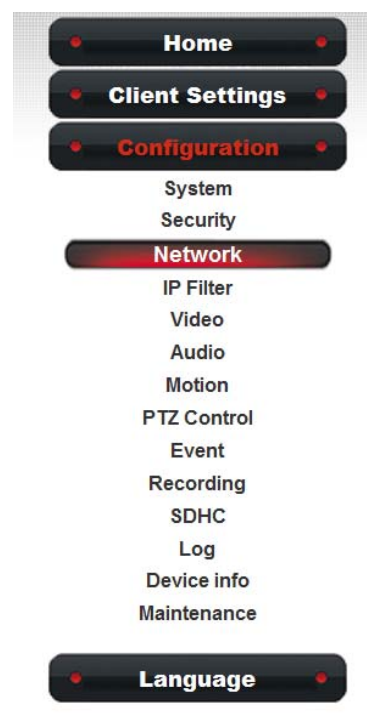 Home
Client Settings
Configuration
System
Security
Network
IP Filter
Video
Audio
Motion
PTZ Control
Event
Recording
SDHC
Log
Device info
Maintenance
Language